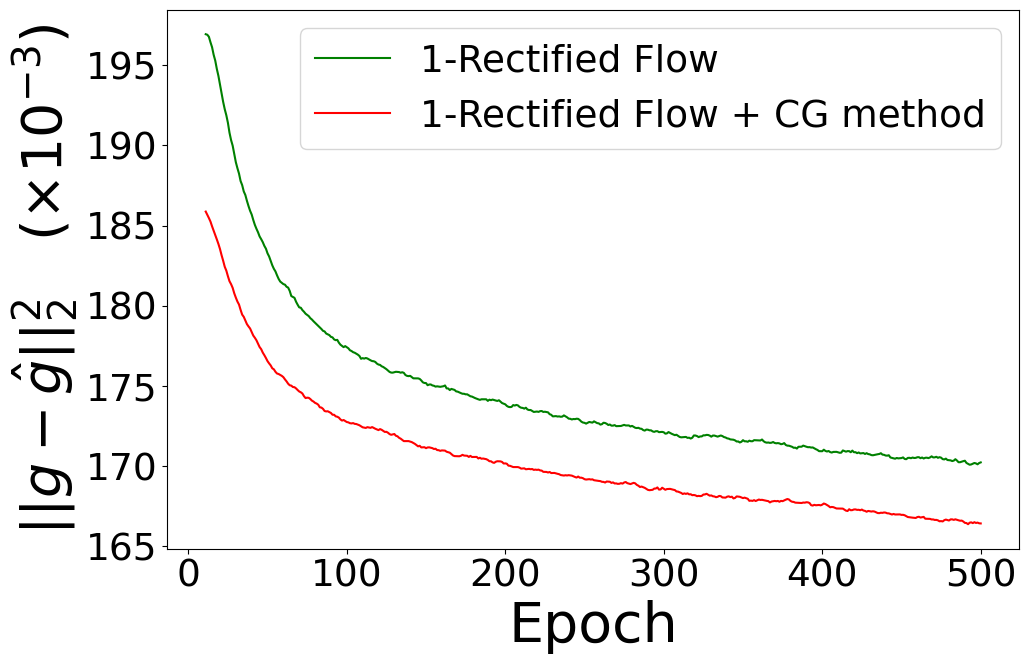 ||g − ĝ||₂² (×10⁻³)
195
190
185
180
175
170
165
1-Rectified Flow
1-Rectified Flow + CG method
0 100 200 300 400 500
Epoch